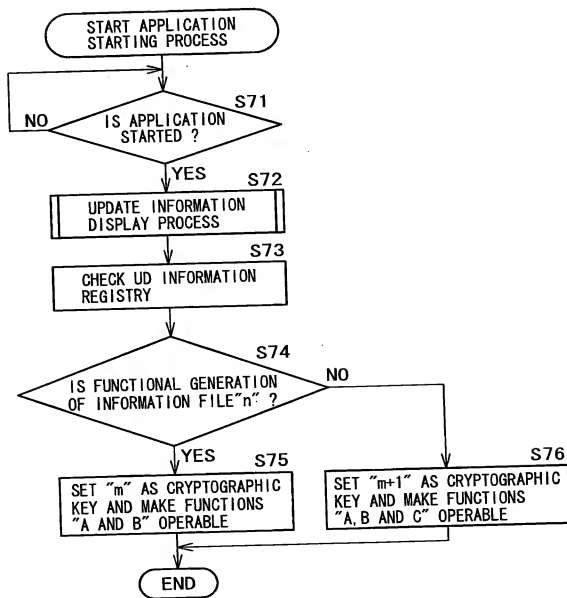 START APPLICATION
STARTING PROCESS
S71
NO
IS APPLICATION
STARTED ?
YES
S72
UPDATE INFORMATION
DISPLAY PROCESS
S73
CHECK UD INFORMATION
REGISTRY
S74
IS FUNCTIONAL GENERATION
OF INFORMATION FILE"n" ?
NO
YES
S75
SET "m" AS CRYPTOGRAPHIC
KEY AND MAKE FUNCTIONS
"A AND B" OPERABLE
S76
SET "m+1" AS CRYPTOGRAPHIC
KEY AND MAKE FUNCTIONS
"A, B AND C" OPERABLE
END